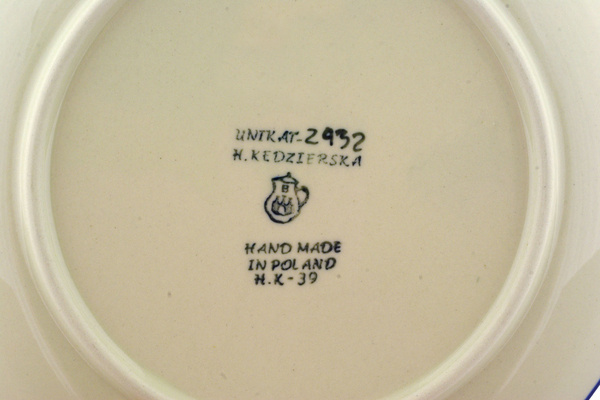 UNIKAT-2932
H.KEDZIERSKA
B
HAND MADE
IN POLAND
H.K-39